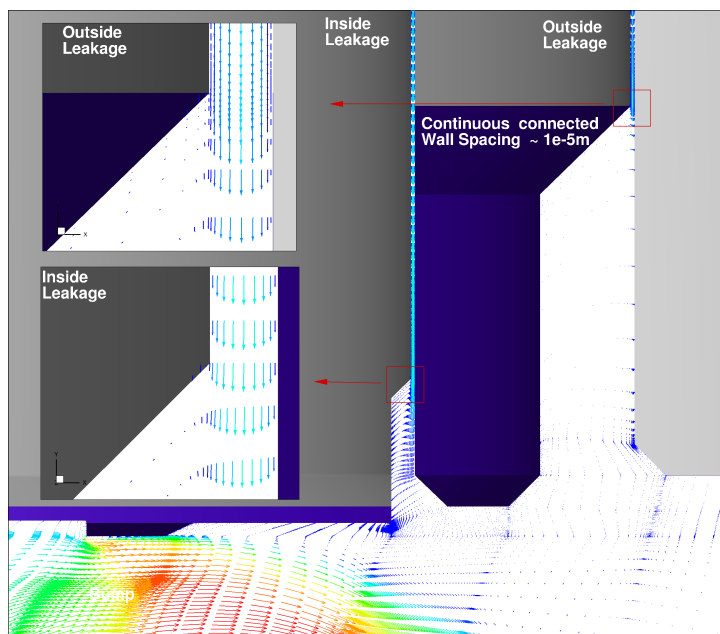 Outside
Leakage
Inside
Leakage
Outside
Leakage
Continuous connected
Wall Spacing ~ 1e-5m
X
Inside
Leakage
Y
X
Pump